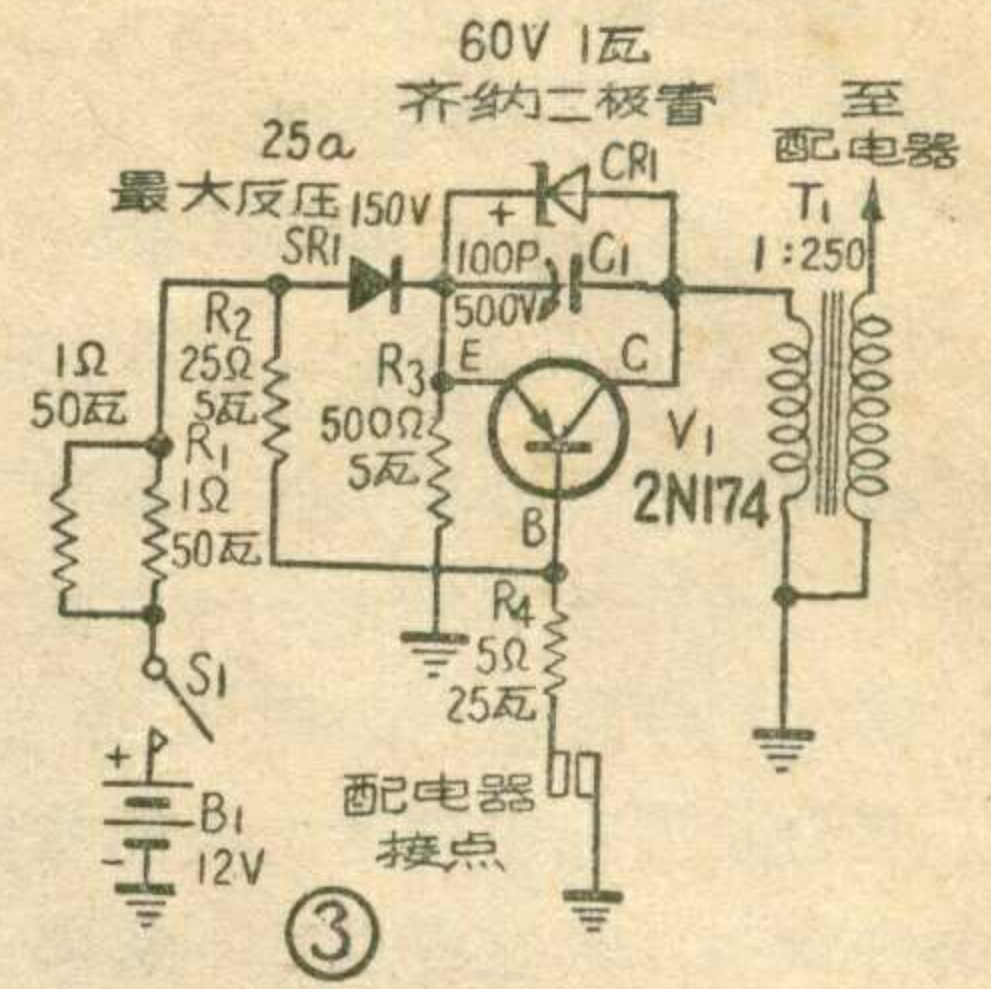 60V 1瓦
齐纳二极管
至
配电器
25a
最大反压 150V
CR1
T1
1:250
SR1
+
100P
C1
500V
R2
25Ω
5瓦
1Ω
50瓦
R3
500Ω
5瓦
E
C
V1
2N174
R1
1Ω
50瓦
B
R4
5Ω
25瓦
S1
+
B1
12V
-
配电器
接点
③